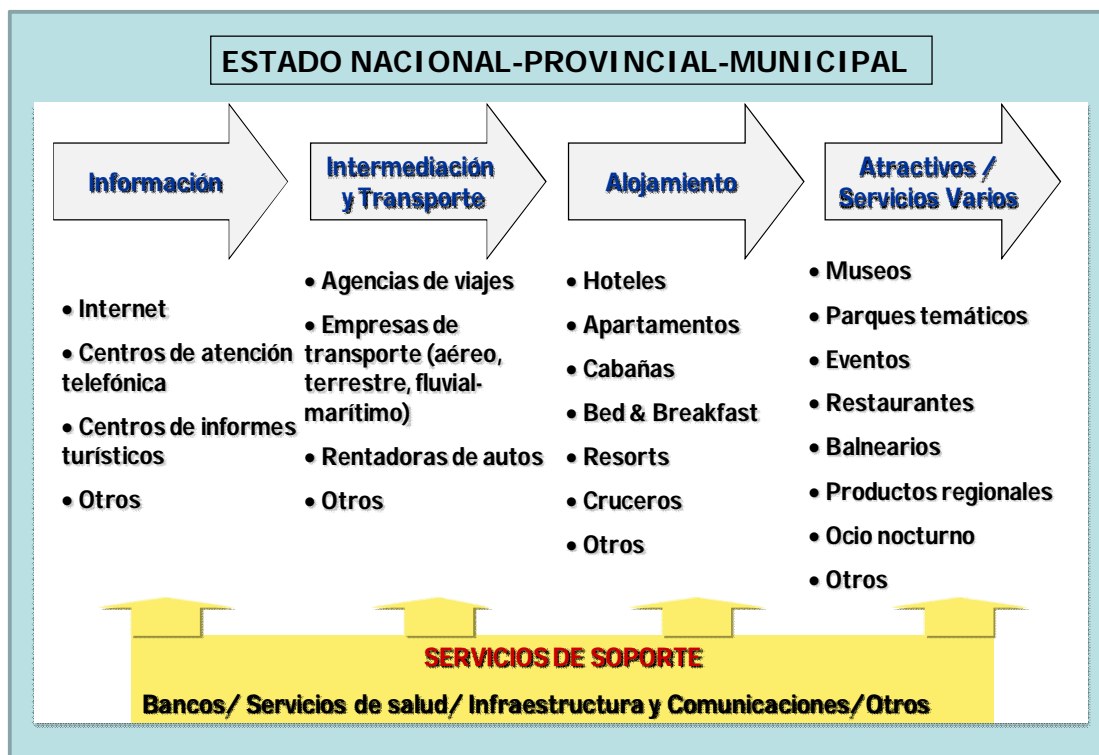 ESTADO NACIONAL-PROVINCIAL-MUNICIPAL
Información
Intermediación
y Transporte
Alojamiento
Atractivos /
Servicios Varios
• Internet
• Centros de atención
telefónica
• Centros de informes
turísticos
• Otros
• Agencias de viajes
• Empresas de
transporte (aéreo,
terrestre, fluvial-
marítimo)
• Rentadoras de autos
• Otros
• Hoteles
• Apartamentos
• Cabañas
• Bed & Breakfast
• Resorts
• Cruceros
• Otros
• Museos
• Parques temáticos
• Eventos
• Restaurantes
• Balnearios
• Productos regionales
• Ocio nocturno
• Otros
SERVICIOS DE SOPORTE
Bancos/ Servicios de salud/ Infraestructura y Comunicaciones/Otros